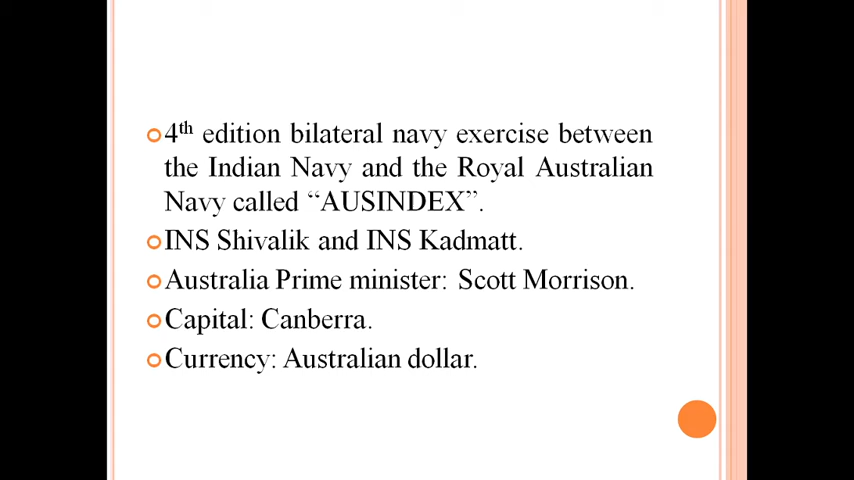 4th edition bilateral navy exercise between
the Indian Navy and the Royal Australian
Navy called “AUSINDEX”.
INS Shivalik and INS Kadmatt.
Australia Prime minister: Scott Morrison.
Capital: Canberra.
Currency: Australian dollar.